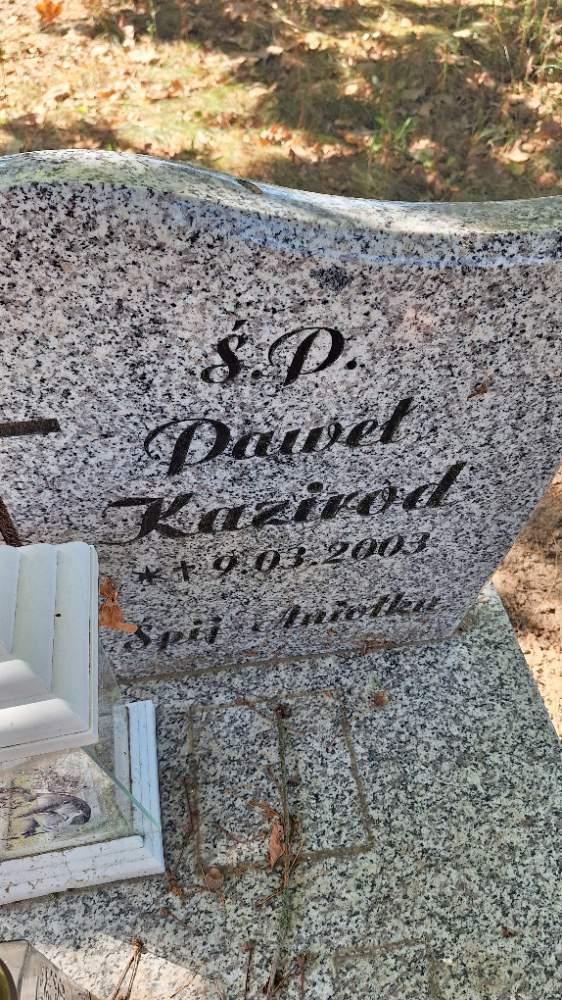 ś.P.
Paweł
Kazirod
*+ 9.03.2003
Śpij Aniołku